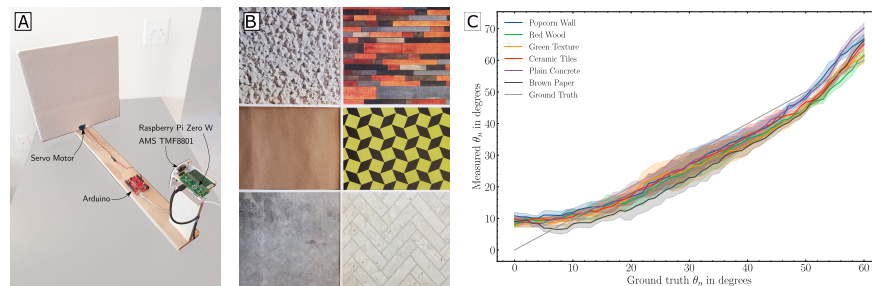 A
Raspberry Pi Zero W
AMS TMF8801
Servo Motor
Arduino
B
C
Popcorn Wall
Red Wood
Green Texture
Ceramic Tiles
Plain Concrete
Brown Paper
Ground Truth
Measured θn in degrees
70
60
50
40
30
20
10
0
0 10 20 30 40 50 60
Ground truth θn in degrees